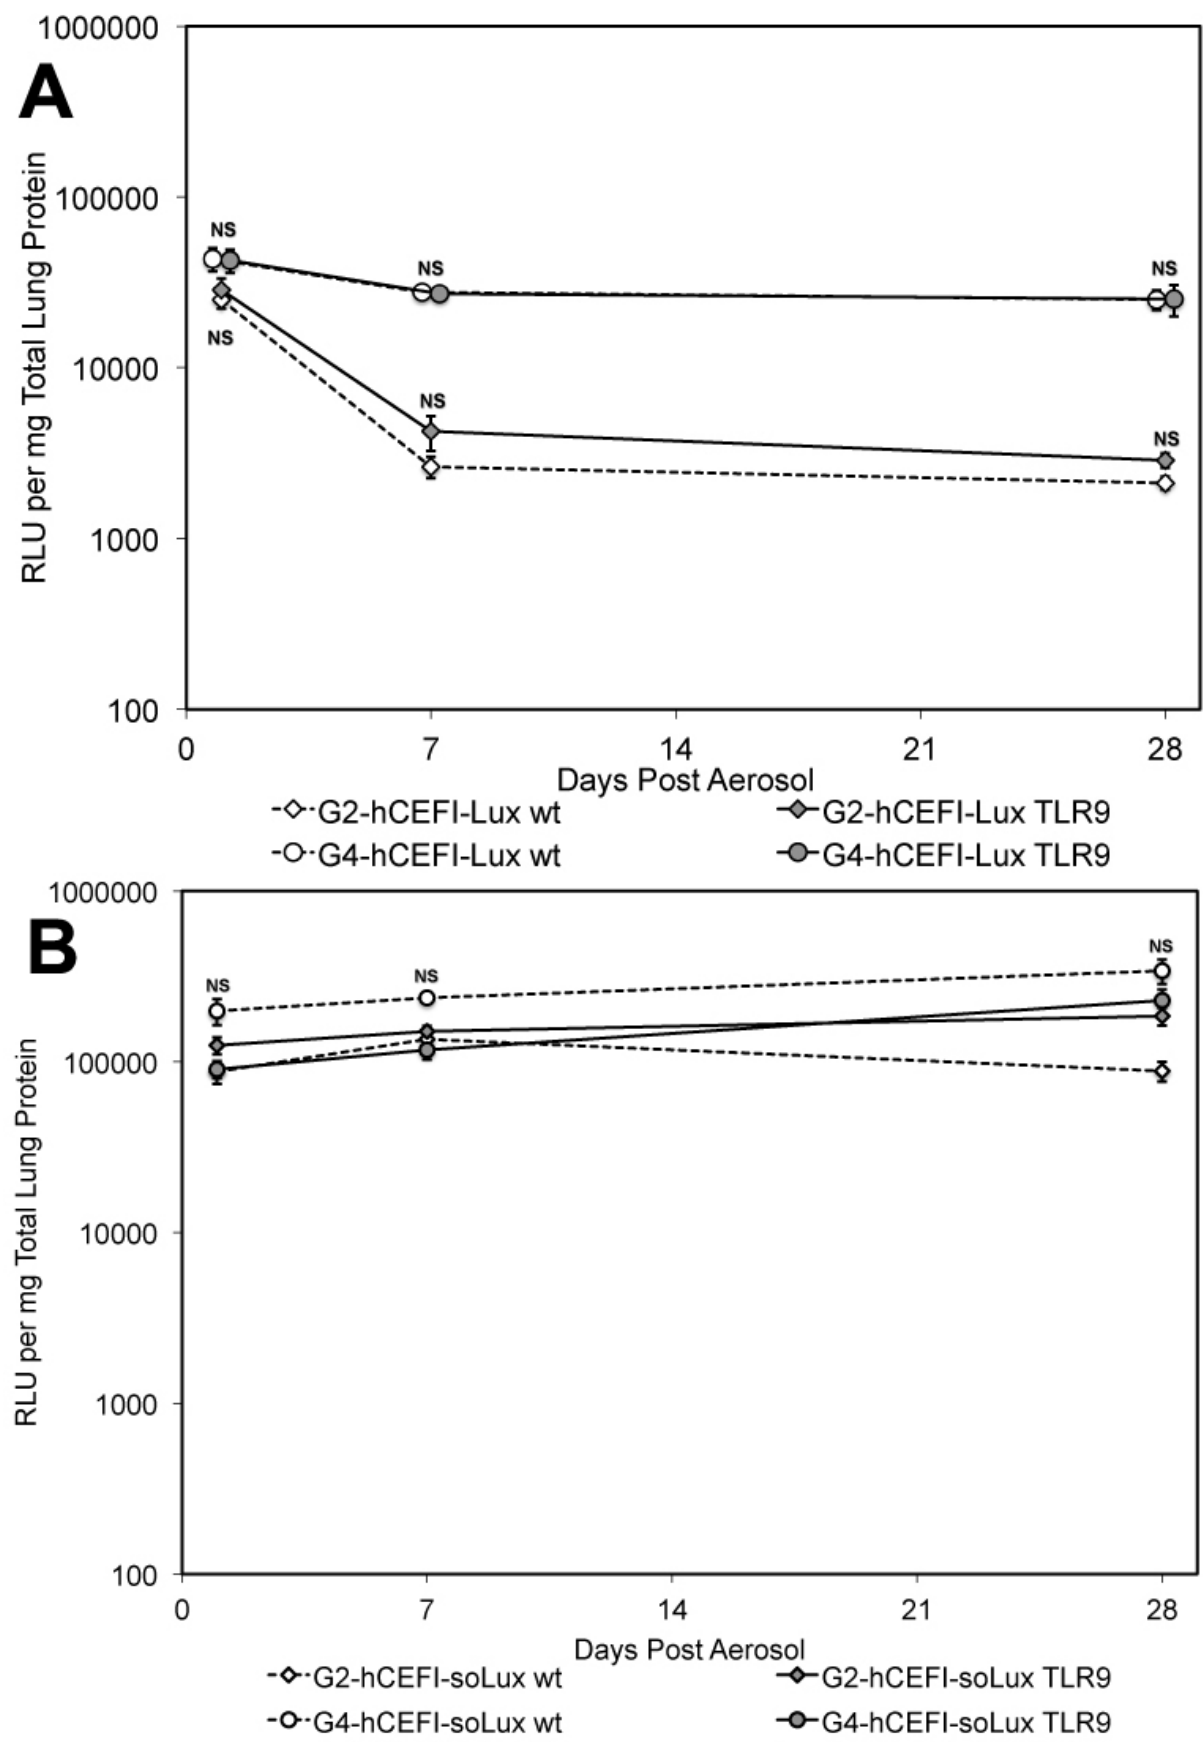 A
RLU per mg Total Lung Protein
1000000
100000
10000
1000
100
NS
NS
NS
NS
NS
NS
0 7 14 21 28
Days Post Aerosol
G2-hCEFI-Lux wt G2-hCEFI-Lux TLR9
G4-hCEFI-Lux wt G4-hCEFI-Lux TLR9
B
RLU per mg Total Lung Protein
1000000
100000
10000
1000
100
NS
NS
NS
0 7 14 21 28
Days Post Aerosol
G2-hCEFI-soLux wt G2-hCEFI-soLux TLR9
G4-hCEFI-soLux wt G4-hCEFI-soLux TLR9